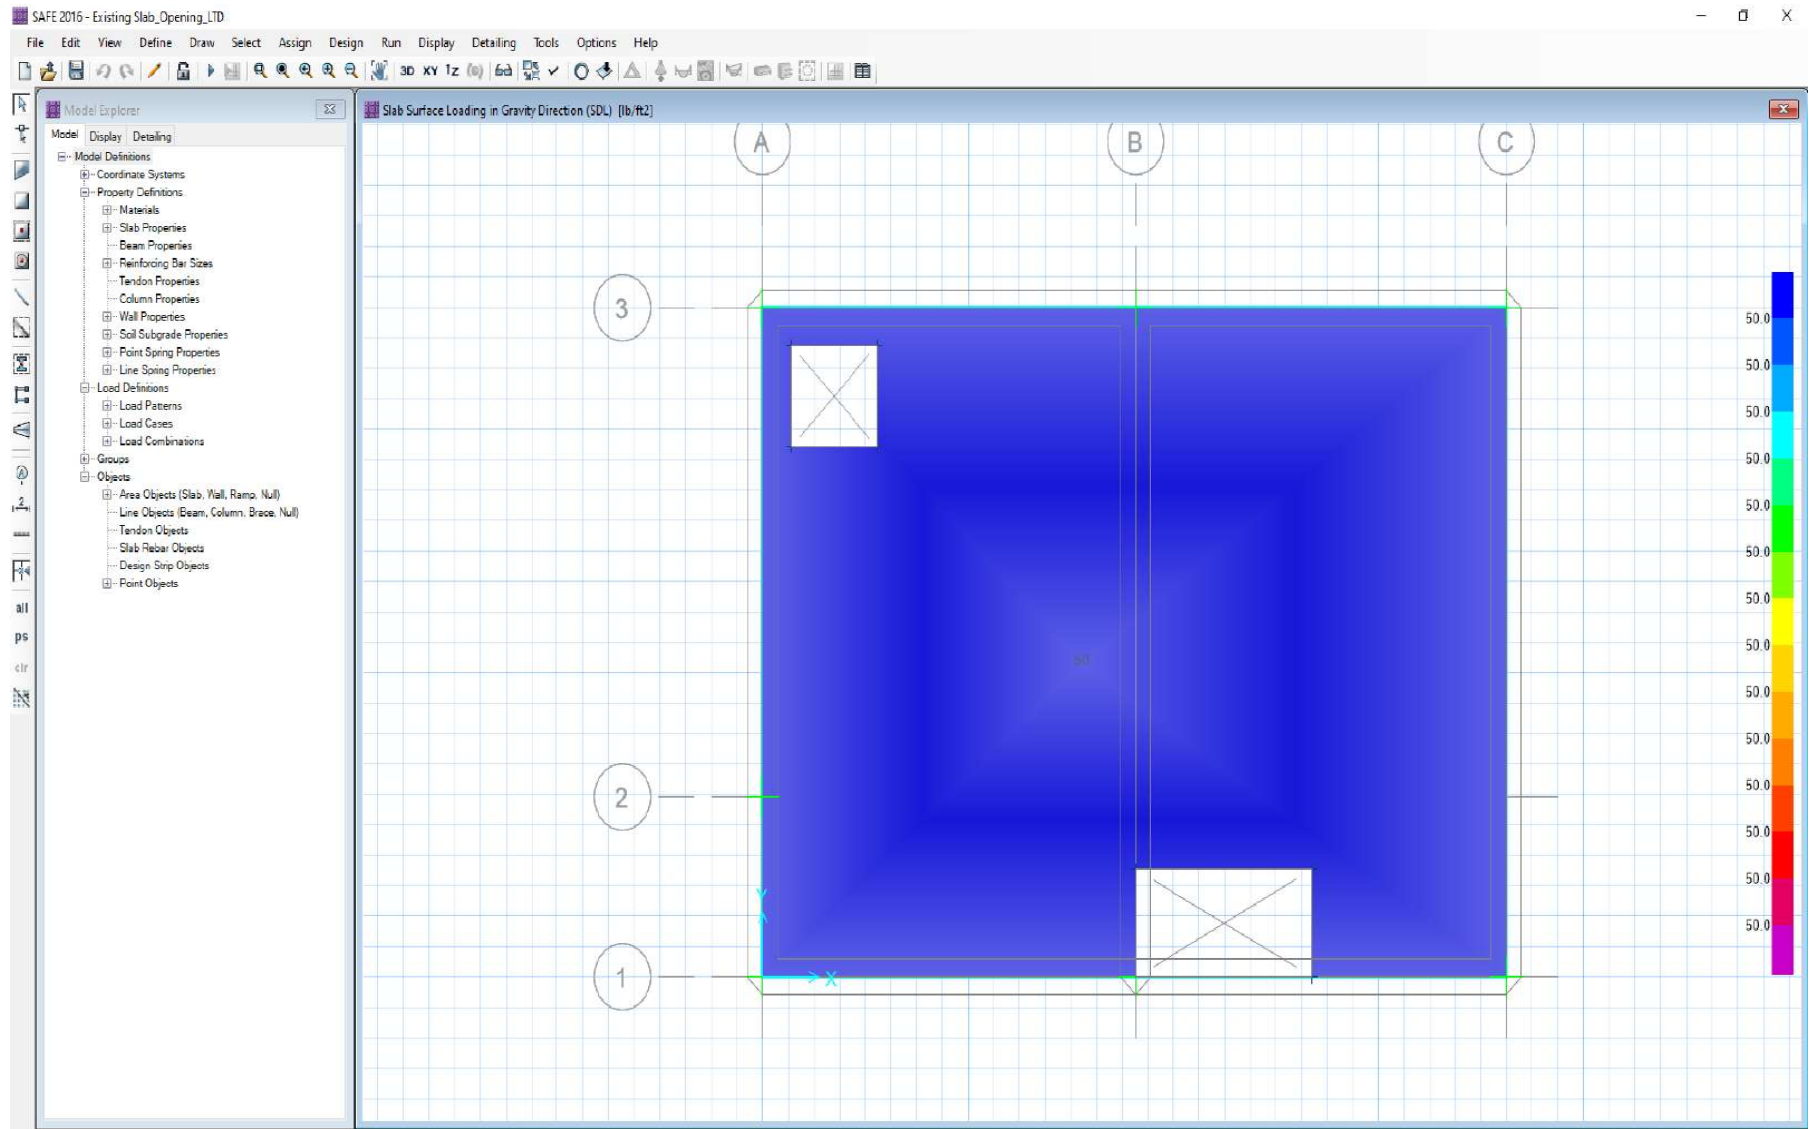 SAFE 2016 - Existing Slab_Opening_LTD
File Edit View Define Draw Select Assign Design Run Display Detailing Tools Options Help
3D XY
Model Explorer
Model Display Detailing
Model Definitions
Coordinate Systems
Property Definitions
Materials
Slab Properties
Beam Properties
Reinforcing Bar Sizes
Tendon Properties
Column Properties
Wall Properties
Soil Subgrade Properties
Point Spring Properties
Line Spring Properties
Load Definitions
Load Patterns
Load Cases
Load Combinations
Groups
Objects
Area Objects (Slab, Wall, Ramp, Null)
Line Objects (Beam, Column, Brace, Null)
Tendon Objects
Slab Rebar Objects
Design Strip Objects
Point Objects
all
ps
clr
Slab Surface Loading in Gravity Direction (SDL) [lb/ft2]
A B C
3
2
1
50
Y
X
50.0
50.0
50.0
50.0
50.0
50.0
50.0
50.0
50.0
50.0
50.0
50.0
50.0
50.0